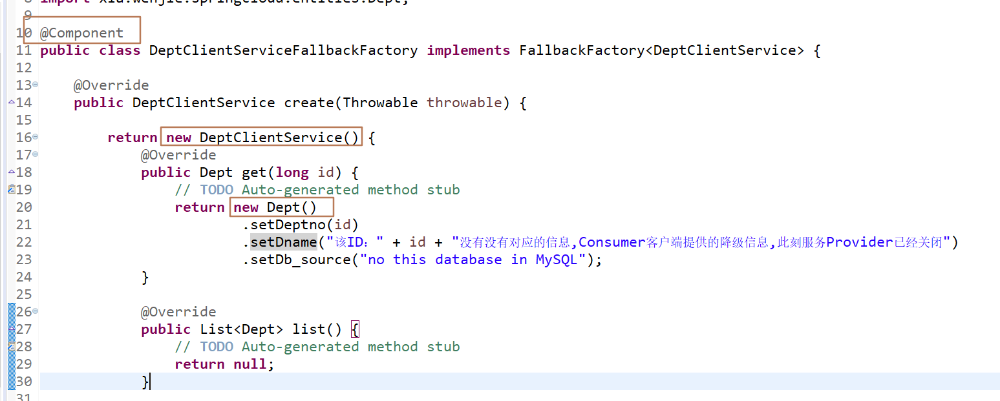 8 import xiu.wenjie.springcloud.entities.Dept;
9
10 @Component
11 public class DeptClientServiceFallbackFactory implements FallbackFactory<DeptClientService> {
12
13 @Override
14 public DeptClientService create(Throwable throwable) {
15
16 return new DeptClientService() {
17 @Override
18 public Dept get(long id) {
19 // TODO Auto-generated method stub
20 return new Dept()
21 .setDeptno(id)
22 .setDname("该ID：" + id + "没有没有对应的信息,Consumer客户端提供的降级信息,此刻服务Provider已经关闭")
23 .setDb_source("no this database in MySQL");
24 }
25
26 @Override
27 public List<Dept> list() {
28 // TODO Auto-generated method stub
29 return null;
30 }
31